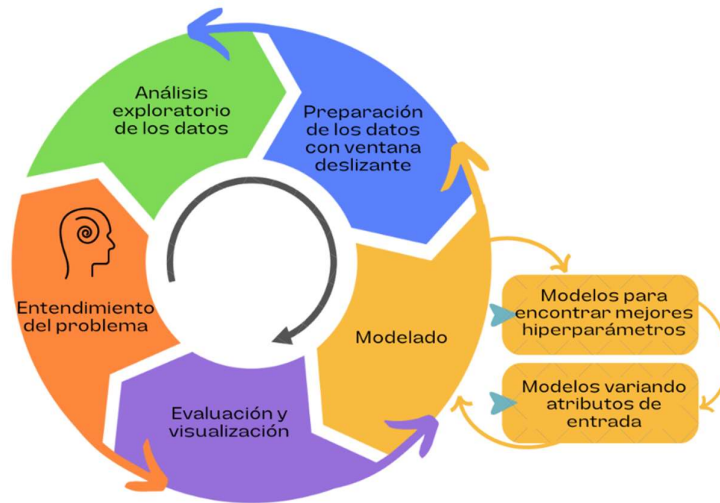 Análisis
exploratorio
de los datos
Preparación
de los datos
con ventana
deslizante
Entendimiento
del problema
Modelado
Evaluación y
visualización
Modelos para
encontrar mejores
hiperparámetros
Modelos variando
atributos de
entrada